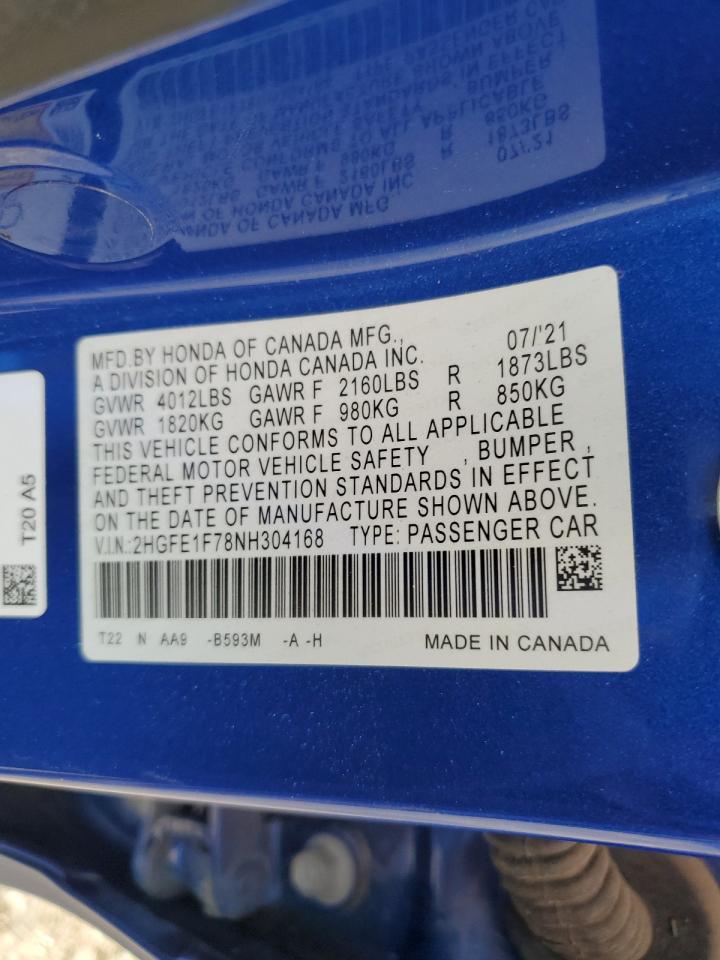 MFD.BY HONDA OF CANADA MFG., 07/'21
A DIVISION OF HONDA CANADA INC.
GVWR 4012LBS GAWR F 2160LBS R 1873LBS
GVWR 1820KG GAWR F 980KG R 850KG
THIS VEHICLE CONFORMS TO ALL APPLICABLE
FEDERAL MOTOR VEHICLE SAFETY , BUMPER ,
AND THEFT PREVENTION STANDARDS IN EFFECT
ON THE DATE OF MANUFACTURE SHOWN ABOVE.
V.I.N.:2HGFE1F78NH304168 TYPE: PASSENGER CAR
T22 N AA9 -B593M -A -H MADE IN CANADA
T20 A5